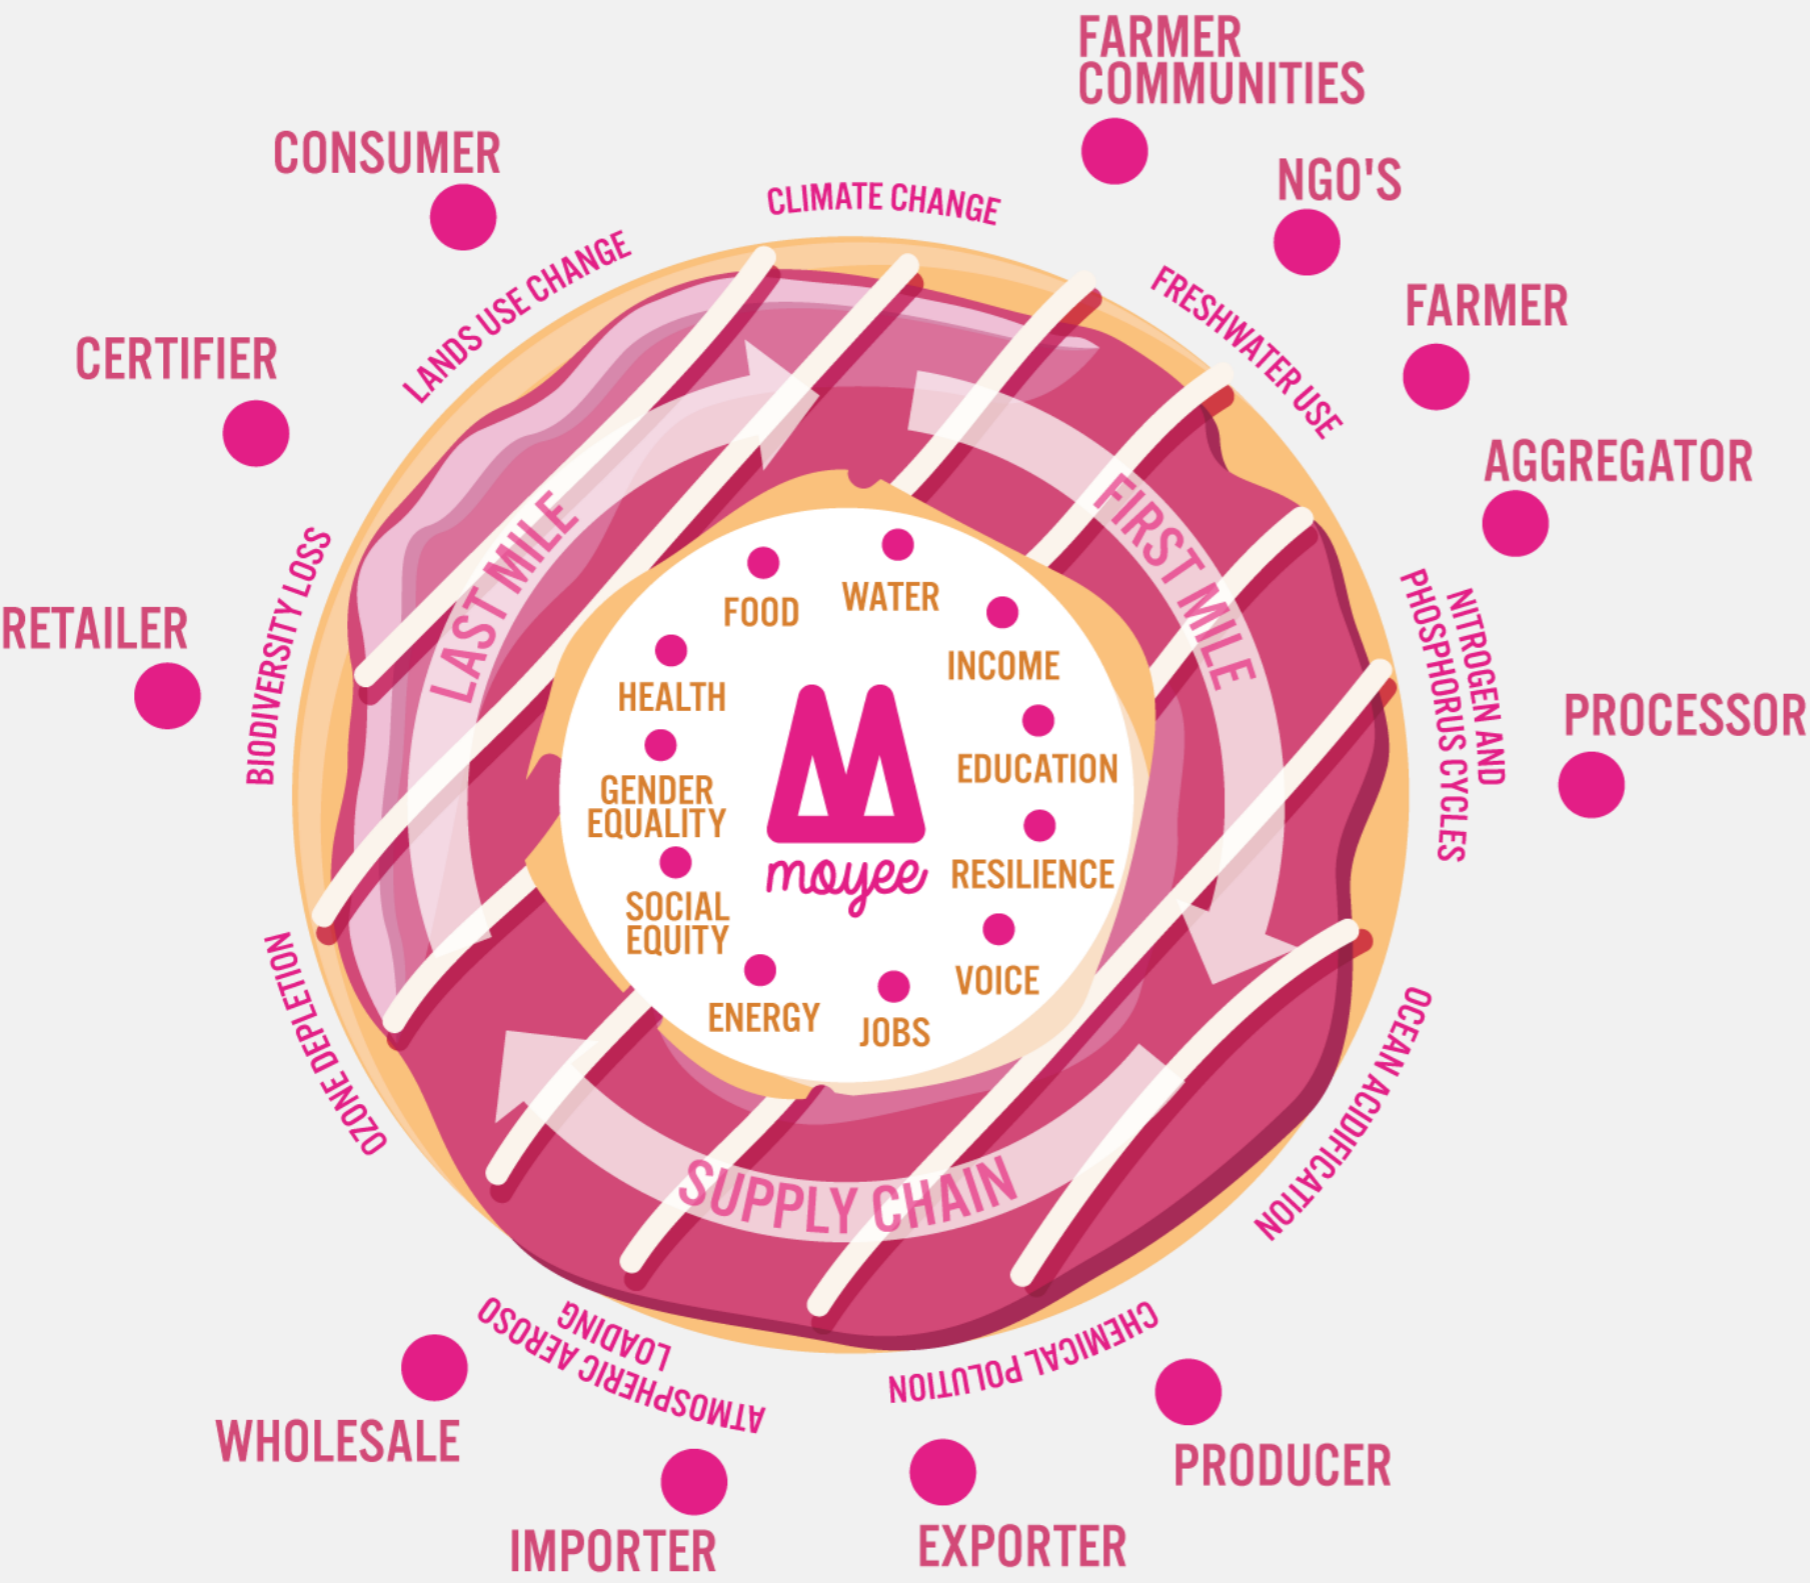 FARMER
COMMUNITIES
NGO'S
FARMER
AGGREGATOR
PROCESSOR
PRODUCER
EXPORTER
IMPORTER
WHOLESALE
RETAILER
CERTIFIER
CONSUMER
CLIMATE CHANGE
FRESHWATER USE
NITROGEN AND
PHOSPHORUS CYCLES
OCEAN ACIDIFICATION
CHEMICAL POLUTION
ATMOSPHERIC AEROSO
LOADING
OZONE DEPLETION
BIODIVERSITY LOSS
LANDS USE CHANGE
FIRST MILE
SUPPLY CHAIN
LAST MILE
WATER
INCOME
EDUCATION
RESILIENCE
VOICE
JOBS
ENERGY
SOCIAL
EQUITY
GENDER
EQUALITY
HEALTH
FOOD
moyee